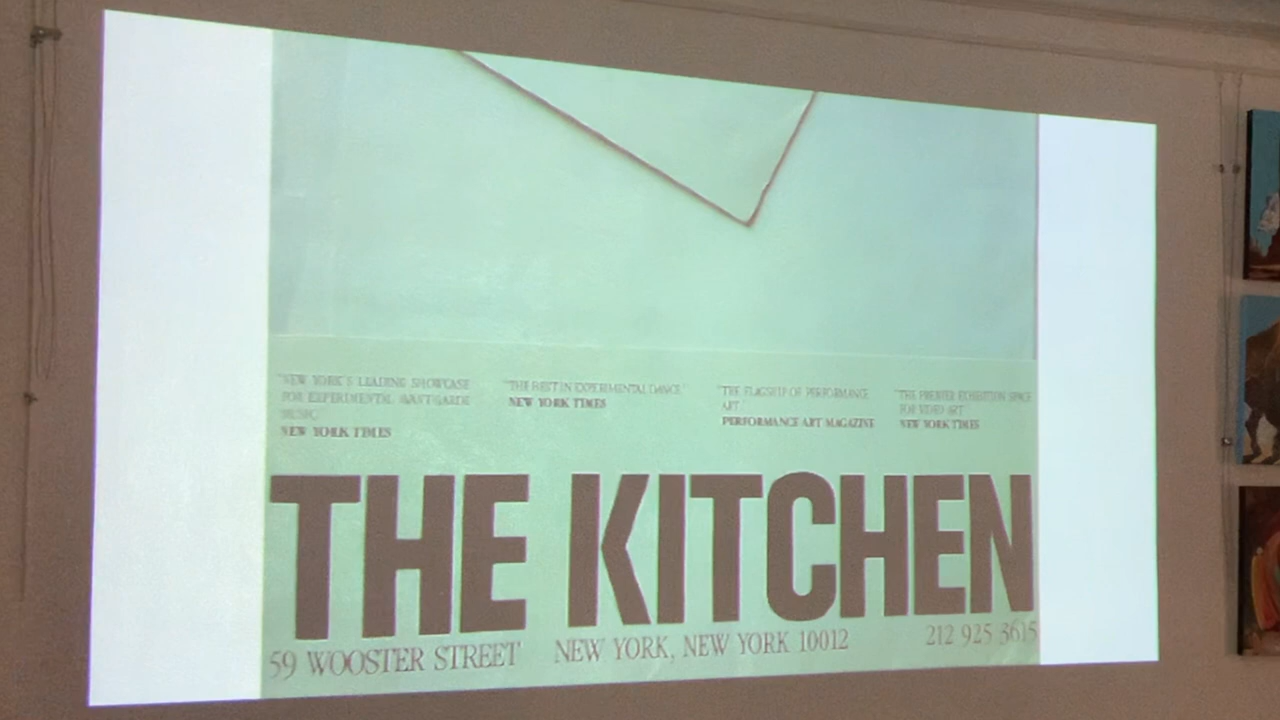 "NEW YORK'S LEADING SHOWCASE
FOR EXPERIMENTAL AVANT-GARDE
MUSIC"
NEW YORK TIMES
"THE BEST IN EXPERIMENTAL DANCE"
NEW YORK TIMES
"THE FLAGSHIP OF PERFORMANCE
ART"
PERFORMANCE ART MAGAZINE
"THE PREMIER EXHIBITION SPACE
FOR VIDEO ART"
NEW YORK TIMES
THE KITCHEN
59 WOOSTER STREET NEW YORK, NEW YORK 10012 212 925 3615